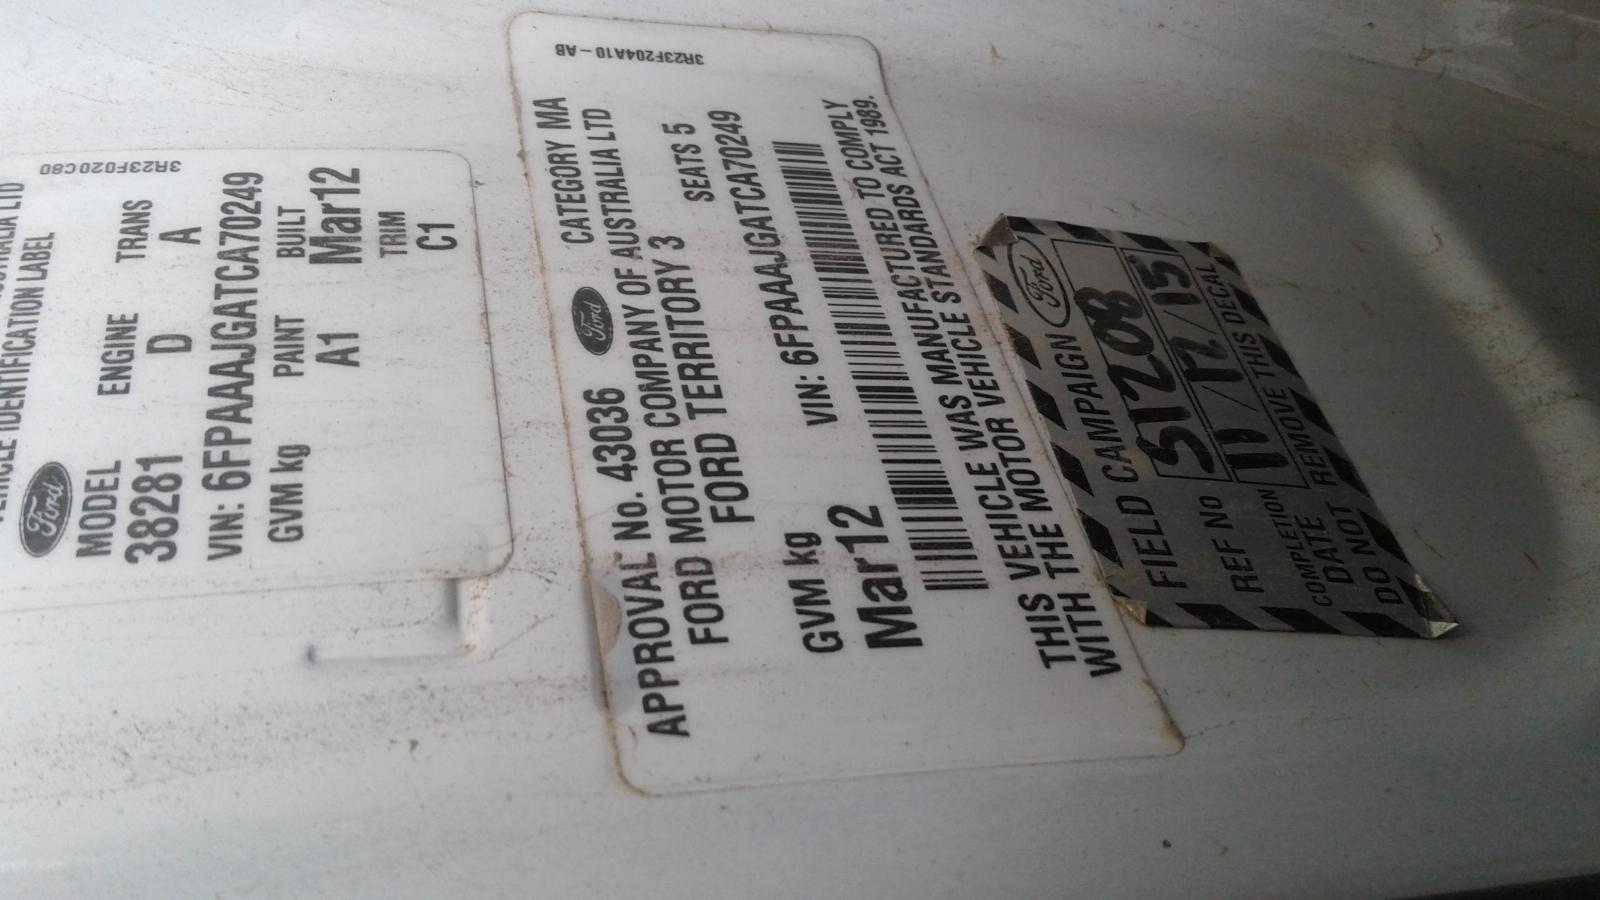 VEHICLE IDENTIFICATION LABEL
Ford
MODEL ENGINE TRANS
38281 D A
VIN: 6FPAAAJGATCA70249
GVM kg PAINT BUILT
A1 Mar12
TRIM
C1
3R23F020C80
3R23F204A10-AB
Ford CATEGORY MA
APPROVAL No. 43036
FORD MOTOR COMPANY OF AUSTRALIA LTD
FORD TERRITORY 3 SEATS 5
FORD 6FPAAAJGATCA70249
GVM kg VIN: 6FPAAAJGATCA70249
Mar12
THIS VEHICLE WAS MANUFACTURED TO COMPLY
WITH THE MOTOR VEHICLE STANDARDS ACT 1989.
FIELD CAMPAIGN Ford
REF NO 51Z08
COMPLETION
DATE 11/12/15
DO NOT REMOVE THIS DECAL